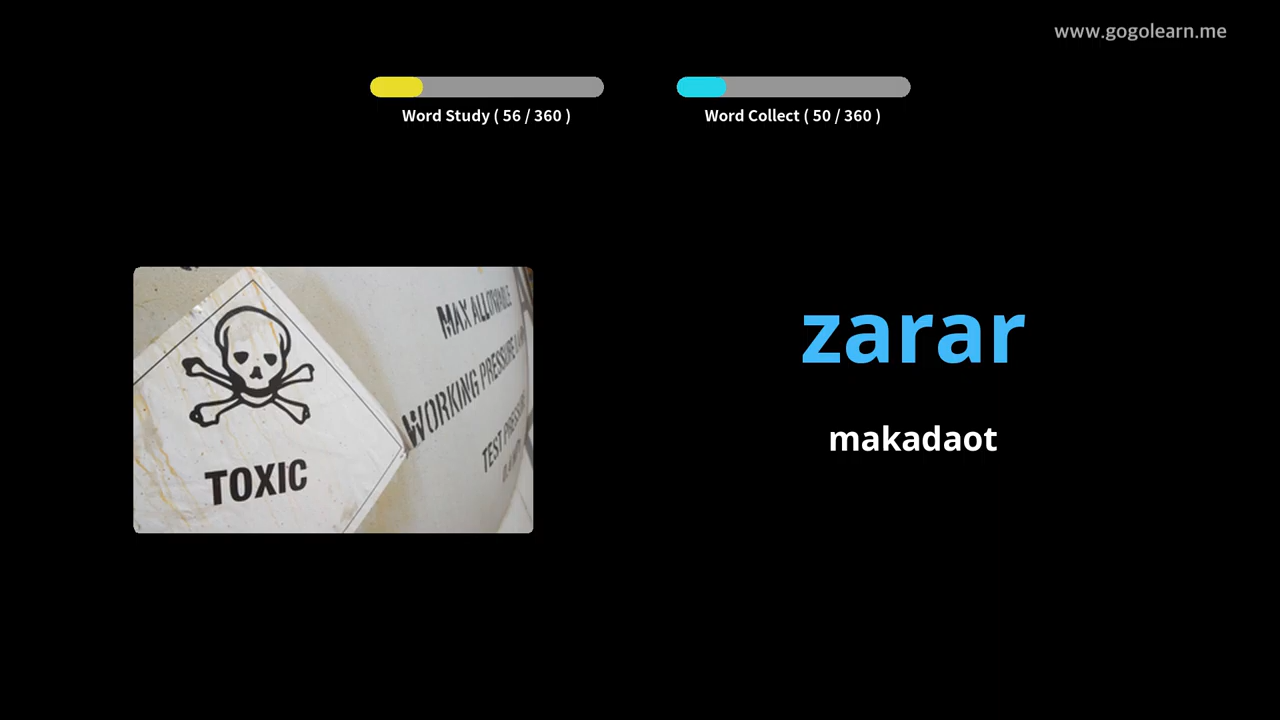 www.gogolearn.me
Word Study ( 56 / 360 )
Word Collect ( 50 / 360 )
zarar
makadaot
TOXIC
MAX ALLOWABLE
WORKING PRESSURE
TEST PRESSURE